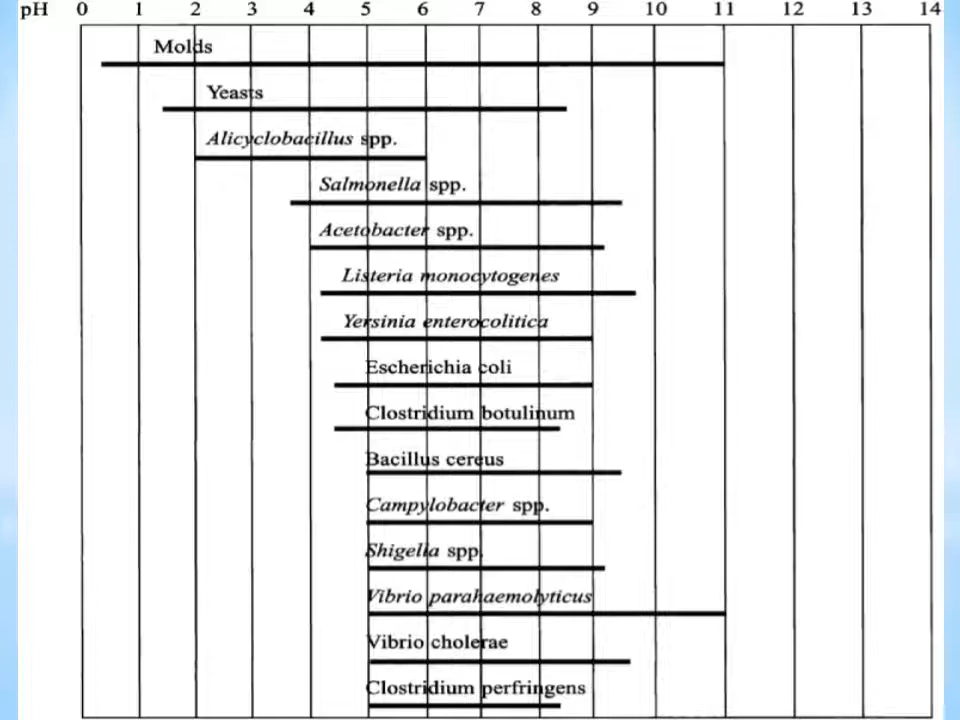 pH 0 1 2 3 4 5 6 7 8 9 10 11 12 13 14
Molds
Yeasts
Alicyclobacillus spp.
Salmonella spp.
Acetobacter spp.
Listeria monocytogenes
Yersinia enterocolitica
Escherichia coli
Clostridium botulinum
Bacillus cereus
Campylobacter spp.
Shigella spp.
Vibrio parahaemolyticus
Vibrio cholerae
Clostridium perfringens